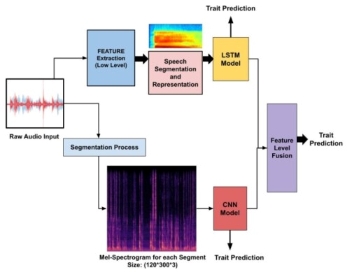 Trait Prediction
FEATURE
Extraction
(Low Level)
Speech
Segmentation
and
Representation
LSTM
Model
Raw Audio Input
Segmentation Process
Feature
Level
Fusion
Trait
Prediction
CNN
Model
Mel-Spectrogram for each Segment
Size: (120*300*3)
Trait Prediction